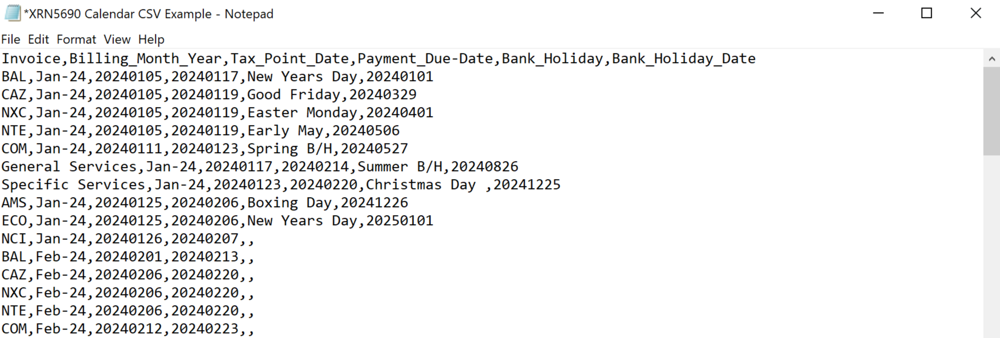 *XRN5690 Calendar CSV Example - Notepad
File Edit Format View Help
Invoice,Billing_Month_Year,Tax_Point_Date,Payment_Due-Date,Bank_Holiday,Bank_Holiday_Date
BAL,Jan-24,20240105,20240117,New Years Day,20240101
CAZ,Jan-24,20240105,20240119,Good Friday,20240329
NXC,Jan-24,20240105,20240119,Easter Monday,20240401
NTE,Jan-24,20240105,20240119,Early May,20240506
COM,Jan-24,20240111,20240123,Spring B/H,20240527
General Services,Jan-24,20240117,20240214,Summer B/H,20240826
Specific Services,Jan-24,20240123,20240220,Christmas Day ,20241225
AMS,Jan-24,20240125,20240206,Boxing Day,20241226
ECO,Jan-24,20240125,20240206,New Years Day,20250101
NCI,Jan-24,20240126,20240207,,
BAL,Feb-24,20240201,20240213,,
CAZ,Feb-24,20240206,20240220,,
NXC,Feb-24,20240206,20240220,,
NTE,Feb-24,20240206,20240220,,
COM,Feb-24,20240212,20240223,,